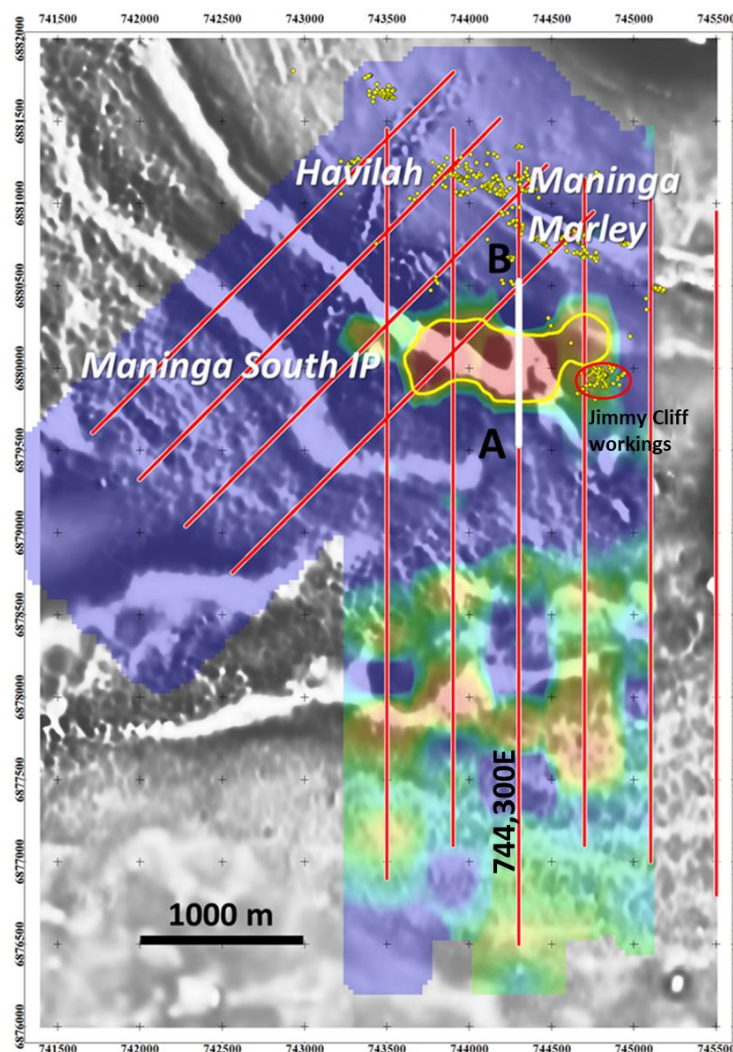 741500 742000 742500 743000 743500 744000 744500 745000 745500
6882000
6881500
6881000
6880500
6880000
6879500
6879000
6878500
6878000
6877500
6877000
6876500
6876000
Havilah
Maninga
Marley
B
Maninga South IP
A
Jimmy Cliff
workings
744,300E
1000 m
741500 742000 742500 743000 743500 744000 744500 745000 745500